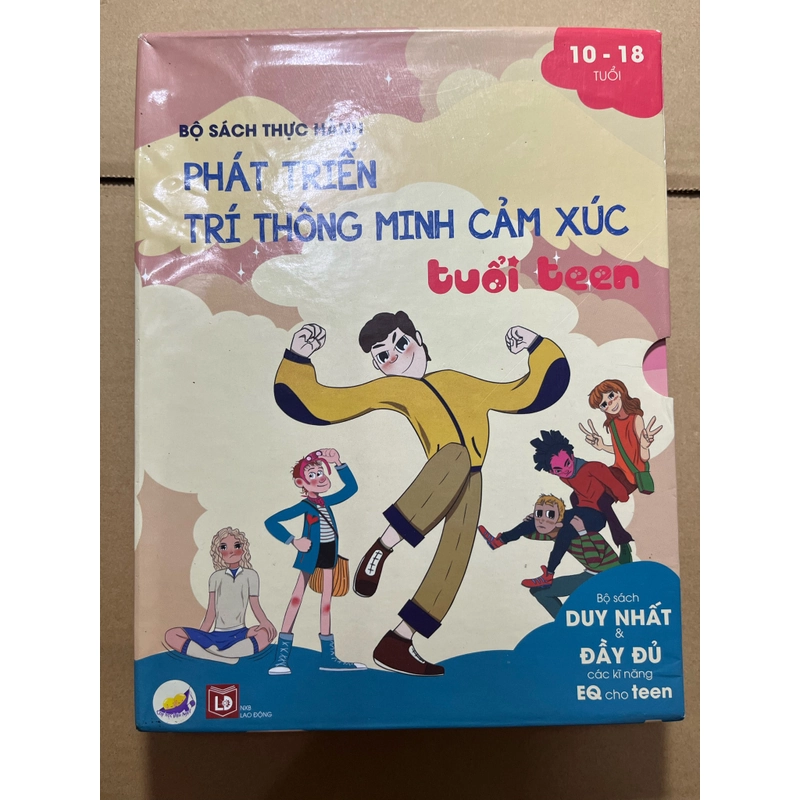 10 - 18
TUỔI
BỘ SÁCH THỰC HÀNH
PHÁT TRIỂN
TRÍ THÔNG MINH CẢM XÚC
tuổi teen
Bộ sách
DUY NHẤT
&
ĐẦY ĐỦ
các kĩ năng
EQ cho teen
LĐ
NXB
LAO ĐỘNG